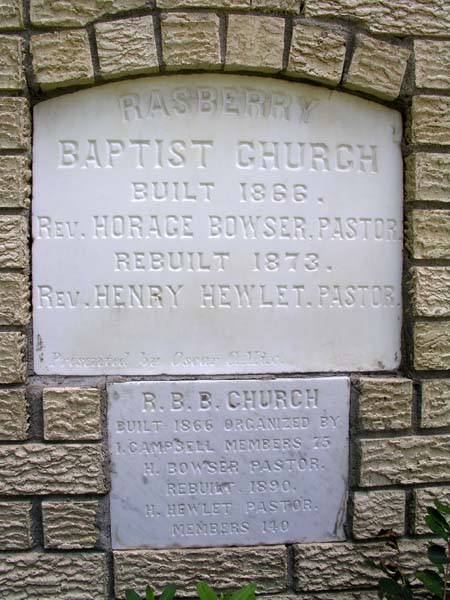 RASBERRY
BAPTIST CHURCH
BUILT 1866.
REV. HORACE BOWSER, PASTOR.
REBUILT 1873.
REV. HENRY HEWLET. PASTOR.
Presented by Oscar
R. B. B. CHURCH
BUILT 1866 ORGANIZED BY
I. CAMPBELL MEMBERS 75
H. BOWSER PASTOR.
REBUILT. 1890.
H. HEWLET PASTOR.
MEMBERS 140